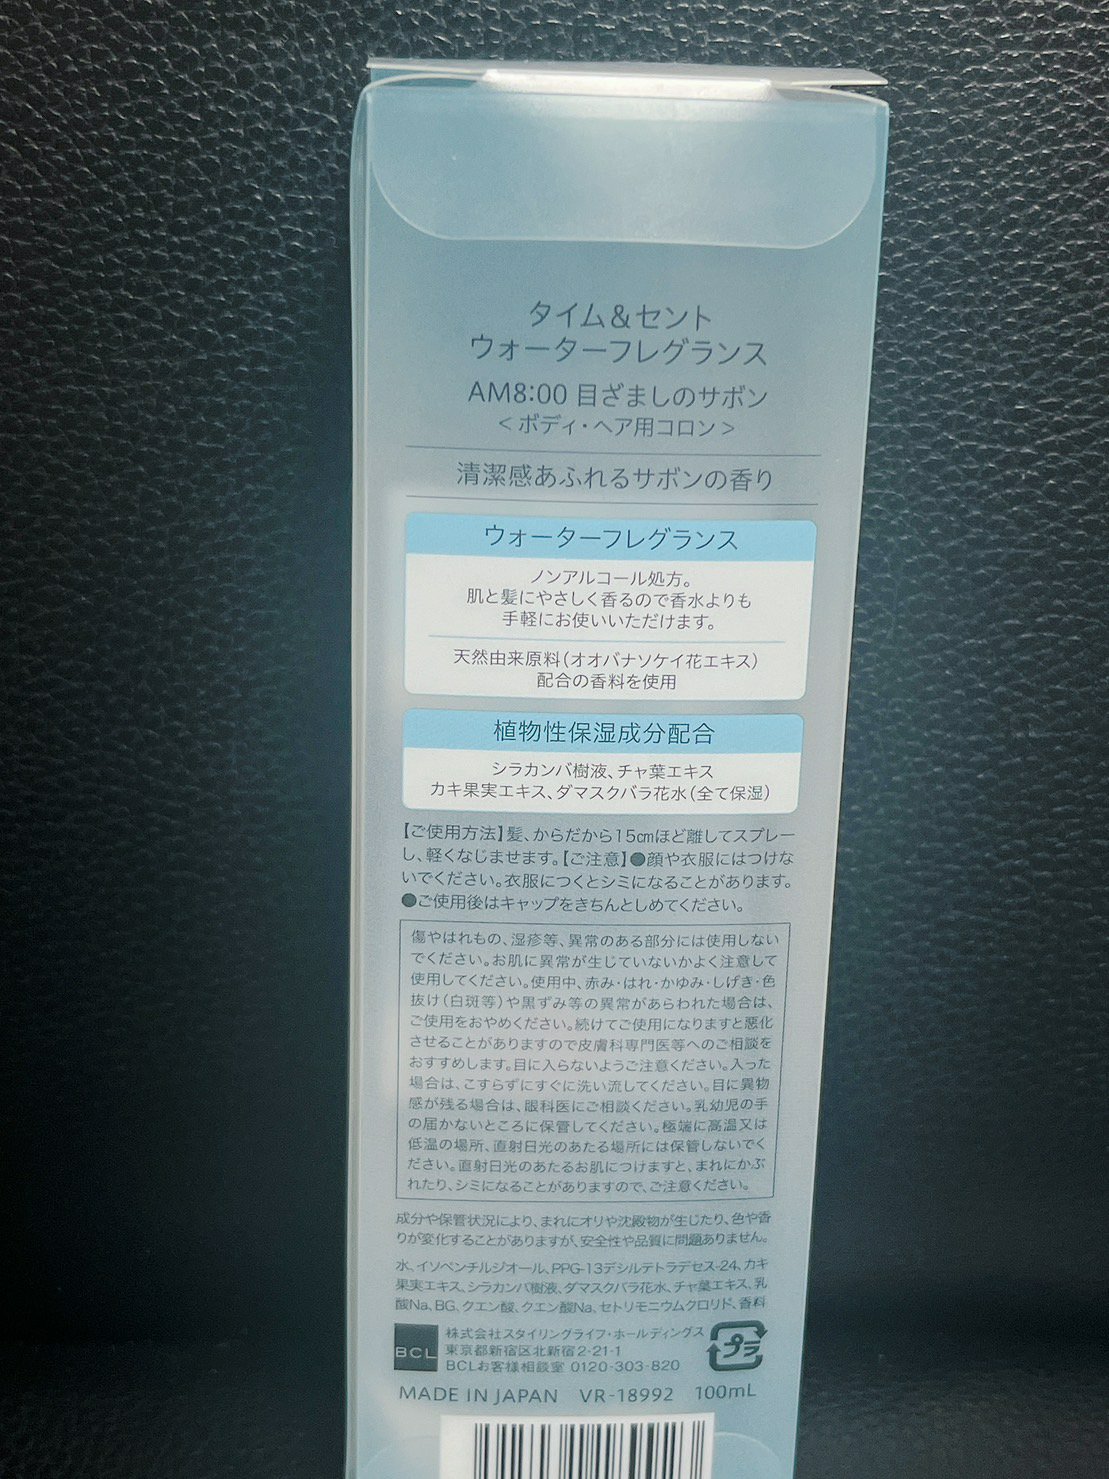 タイム＆セント
ウォーターフレグランス
AM8:00 目ざましのサボン
＜ボディ・ヘア用コロン＞
清潔感あふれるサボンの香り
ウォーターフレグランス
ノンアルコール処方。
肌と髪にやさしく香るので香水よりも
手軽にお使いいただけます。
天然由来原料（オオバナソケイ花エキス）
配合の香料を使用
植物性保湿成分配合
シラカンバ樹液、チャ葉エキス
カキ果実エキス、ダマスクバラ花水（全て保湿）
【ご使用方法】髪、からだから15cmほど離してスプレー
し、軽くなじませます。【ご注意】●顔や衣服にはつけな
いでください。衣服につくとシミになることがあります。
●ご使用後はキャップをきちんとしめてください。
傷やはれもの、湿疹等、異常のある部分には使用しない
でください。お肌に異常が生じていないかよく注意して
使用してください。使用中、赤み・はれ・かゆみ・しげき・色
抜け（白斑等）や黒ずみ等の異常があらわれた場合は、
ご使用をおやめください。続けてご使用になりますと悪化
させることがありますので皮膚科専門医等へのご相談を
おすすめします。目に入らないようご注意ください。入った
場合は、こすらずにすぐに洗い流してください。目に異物
感が残る場合は、眼科医にご相談ください。乳幼児の手
の届かないところに保管してください。極端に高温又は
低温の場所、直射日光のあたる場所には保管しないでく
ださい。直射日光のあたるお肌につけますと、まれにかぶ
れたり、シミになることがありますので、ご注意ください。
成分や保管状況により、まれにオリや沈殿物が生じたり、色や香
りが変化することがありますが、安全性や品質に問題ありません。
水、イソペンチルジオール、PPG-13デシルテトラデセス-24、カキ
果実エキス、シラカンバ樹液、ダマスクバラ花水、チャ葉エキス、乳
酸Na、BG、クエン酸、クエン酸Na、セトリモニウムクロリド、香料
BCL
株式会社スタイリングライフ・ホールディングス
東京都新宿区北新宿2-21-1
BCLお客様相談室 0120-303-820
プラ
MADE IN JAPAN VR-18992 100mL